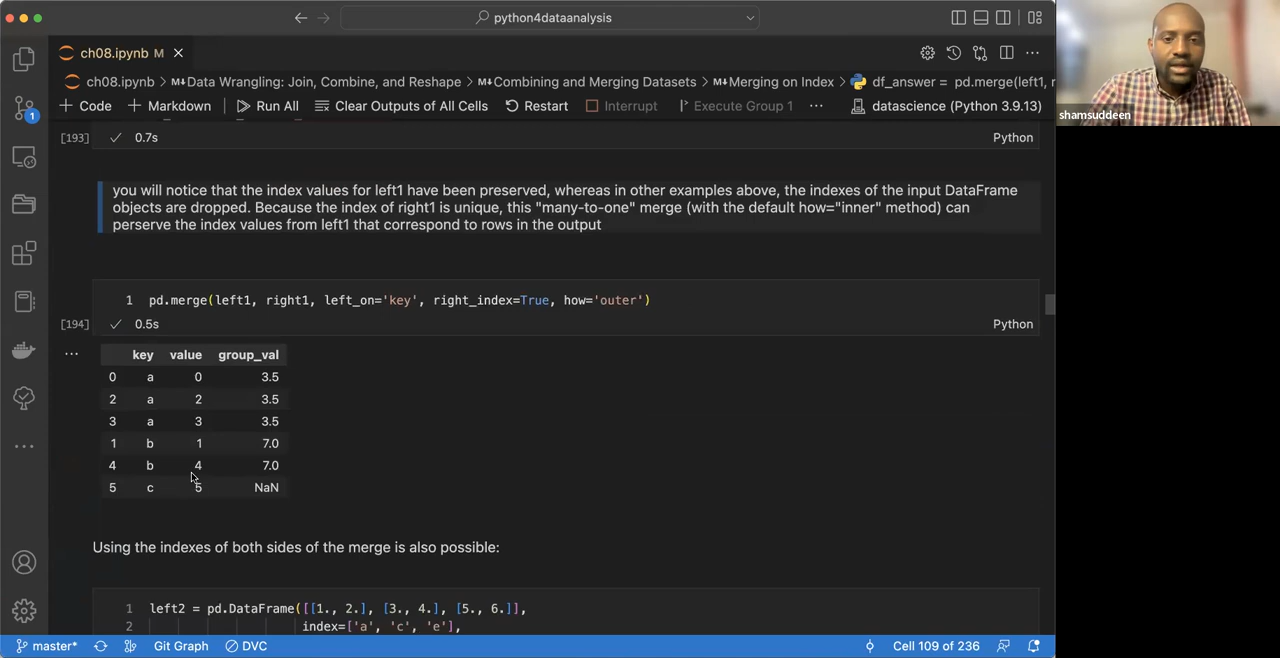 python4dataanalysis
ch08.ipynb M
ch08.ipynb > M↓Data Wrangling: Join, Combine, and Reshape > M↓Combining and Merging Datasets > M↓Merging on Index > df_answer = pd.merge(left1, r
+ Code + Markdown Run All Clear Outputs of All Cells Restart Interrupt Execute Group 1 ... datascience (Python 3.9.13)
[193] 0.7s Python
you will notice that the index values for left1 have been preserved, whereas in other examples above, the indexes of the input DataFrame
objects are dropped. Because the index of right1 is unique, this "many-to-one" merge (with the default how="inner" method) can
perserve the index values from left1 that correspond to rows in the output
1 pd.merge(left1, right1, left_on='key', right_index=True, how='outer')
[194] 0.5s Python
... key value group_val
0 a 0 3.5
2 a 2 3.5
3 a 3 3.5
1 b 1 7.0
4 b 4 7.0
5 c 5 NaN
Using the indexes of both sides of the merge is also possible:
1 left2 = pd.DataFrame([[1., 2.], [3., 4.], [5., 6.]],
2 index=['a', 'c', 'e'],
1
master* Git Graph DVC Cell 109 of 236
shamsuddeen